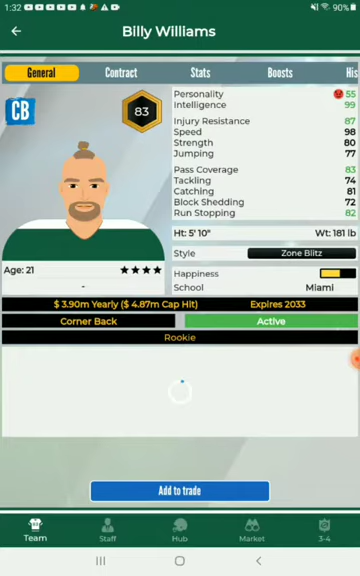 1:32 90%
Billy Williams
General Contract Stats Boosts His
CB 83
Personality 55
Intelligence 99
Injury Resistance 87
Speed 98
Strength 80
Jumping 77
Pass Coverage 83
Tackling 74
Catching 81
Block Shedding 72
Run Stopping 82
Ht: 5' 10" Wt: 181 lb
Style Zone Blitz
Age: 21 ★★★★
-
Happiness
School Miami
$ 3.90m Yearly ($ 4.87m Cap Hit) Expires 2033
Corner Back Active
Rookie
Add to trade
Team Staff Hub Market 3-4